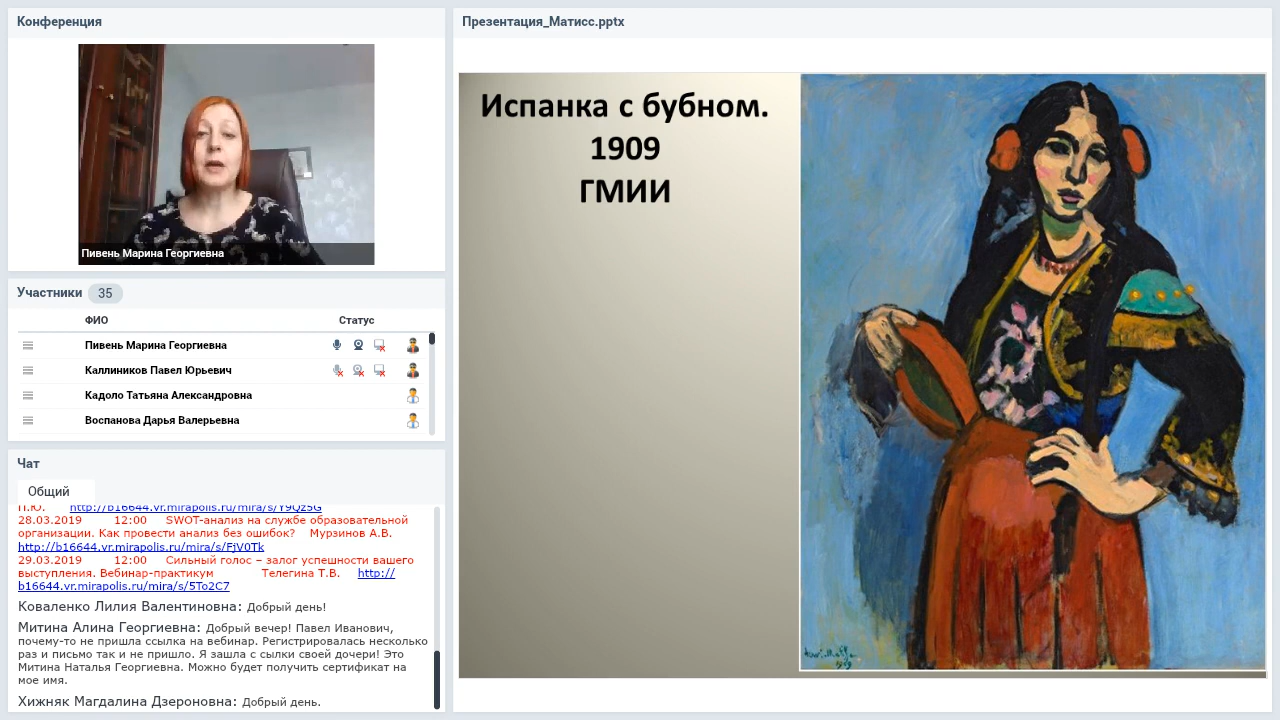 Конференция
Пивень Марина Георгиевна
Участники 35
ФИО Статус
Пивень Марина Георгиевна
Каллиников Павел Юрьевич
Кадоло Татьяна Александровна
Воспанова Дарья Валерьевна
Чат
Общий
П.Ю. http://b16644.vr.mirapolis.ru/mira/s/Y9Qz5G
28.03.2019 12:00 SWOT-анализ на службе образовательной
организации. Как провести анализ без ошибок? Мурзинов А.В.
http://b16644.vr.mirapolis.ru/mira/s/FjV0Tk
29.03.2019 12:00 Сильный голос – залог успешности вашего
выступления. Вебинар-практикум Телегина Т.В. http://
b16644.vr.mirapolis.ru/mira/s/5To2C7
Коваленко Лилия Валентиновна: Добрый день!
Митина Алина Георгиевна: Добрый вечер! Павел Иванович,
почему-то не пришла ссылка на вебинар. Регистрировалась несколько
раз и письмо так и не пришло. Я зашла с сылки своей дочери! Это
Митина Наталья Георгиевна. Можно будет получить сертификат на
мое имя.
Хижняк Магдалина Дзероновна: Добрый день.
Презентация_Матисс.pptx
Испанка с бубном.
1909
ГМИИ